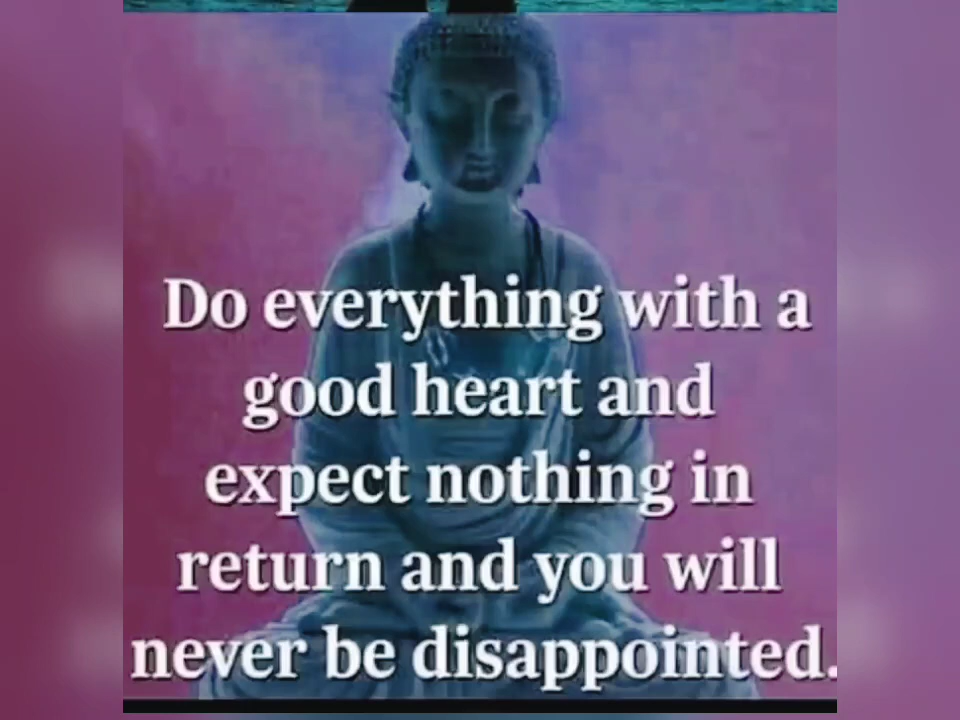 Do everything with a
good heart and
expect nothing in
return and you will
never be disappointed.